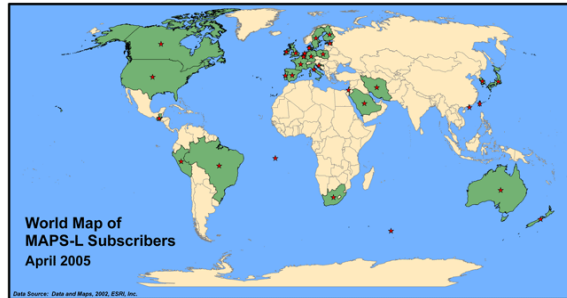 World Map of
MAPS-L Subscribers
April 2005
Data Source: Data and Maps, 2002, ESRI, Inc.